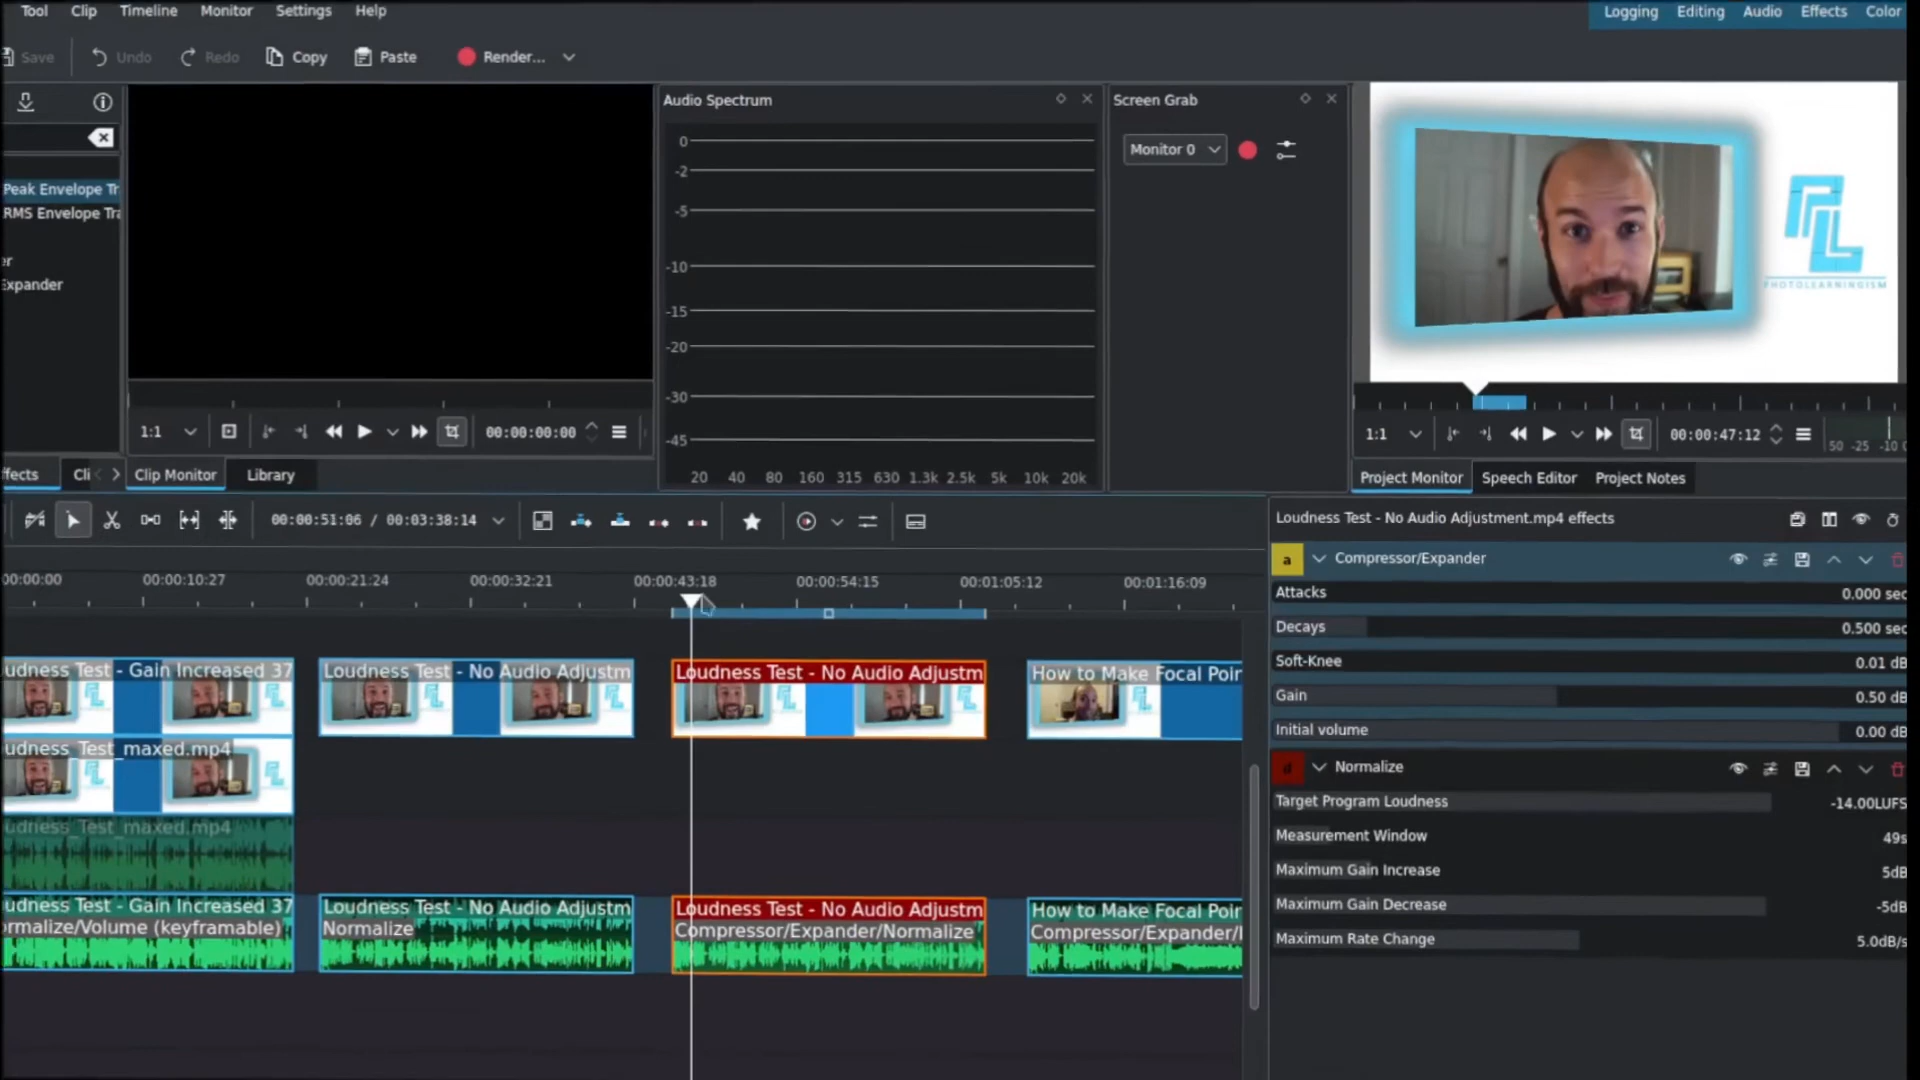 Tool Clip Timeline Monitor Settings Help
Logging Editing Audio Effects Color
Save Undo Redo Copy Paste Render...
Peak Envelope Tr
RMS Envelope Tra
er
Expander
1:1 00:00:00:00
ffects Cli Clip Monitor Library
Audio Spectrum
0
-2
-5
-10
-15
-20
-30
-45
20 40 80 160 315 630 1.3k 2.5k 5k 10k 20k
Screen Grab
Monitor 0
PHOTOLEARNINGISM
1:1 00:00:47:12
50 -25 -10 0
Project Monitor Speech Editor Project Notes
00:00:51:06 / 00:03:38:14
00:00:00 00:00:10:27 00:00:21:24 00:00:32:21 00:00:43:18 00:00:54:15 00:01:05:12 00:01:16:09
udness Test - Gain Increased 37
Loudness Test - No Audio Adjustm
Loudness Test - No Audio Adjustm
How to Make Focal Poir
udness_Test_maxed.mp4
udness_Test_maxed.mp4
udness Test - Gain Increased 37
ormalize/Volume (keyframable)
Loudness Test - No Audio Adjustm
Normalize
Loudness Test - No Audio Adjustm
Compressor/Expander/Normalize
How to Make Focal Poir
Compressor/Expander/
Loudness Test - No Audio Adjustment.mp4 effects
a Compressor/Expander
Attacks 0.000 sec
Decays 0.500 sec
Soft-Knee 0.01 dB
Gain 0.50 dB
Initial volume 0.00 dB
d Normalize
Target Program Loudness -14.00LUFS
Measurement Window 49s
Maximum Gain Increase 5dB
Maximum Gain Decrease -5dB
Maximum Rate Change 5.0dB/s